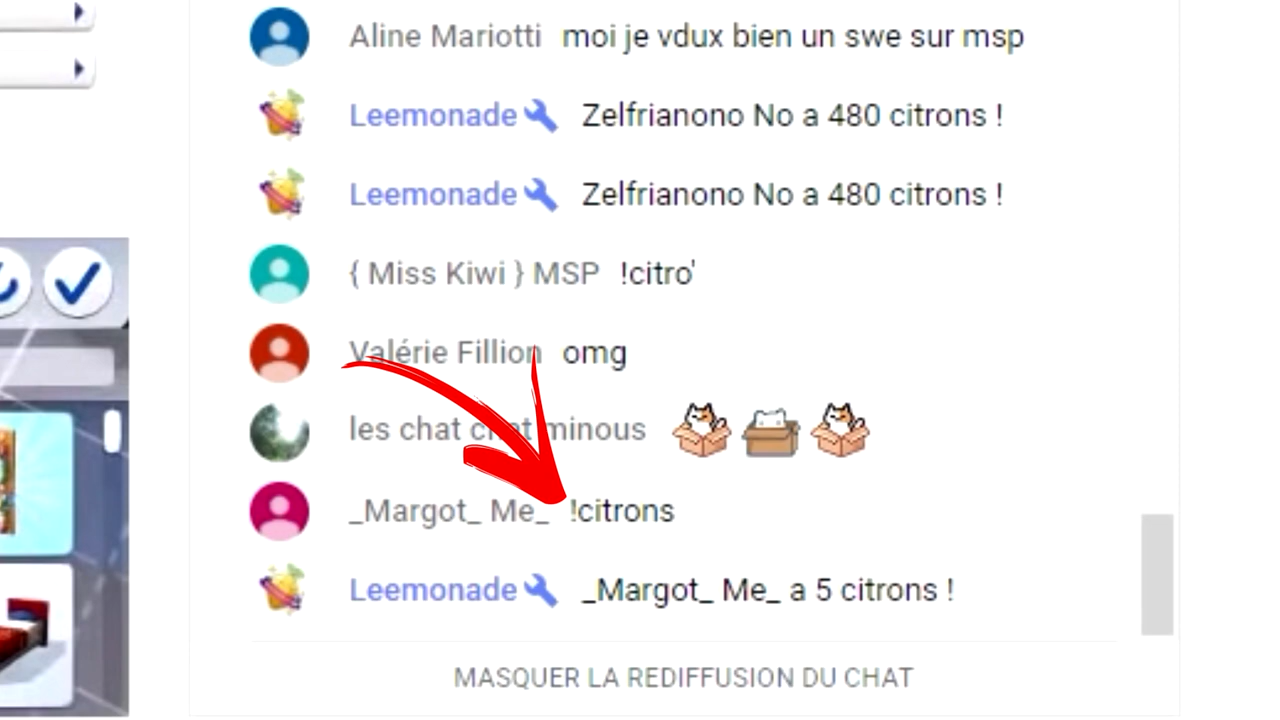 Aline Mariotti moi je vdux bien un swe sur msp
Leemonade Zelfrianono No a 480 citrons !
Leemonade Zelfrianono No a 480 citrons !
{ Miss Kiwi } MSP !citro'
Valérie Fillion omg
les chat chat minous
_Margot_ Me_ !citrons
Leemonade _Margot_ Me_ a 5 citrons !
MASQUER LA REDIFFUSION DU CHAT